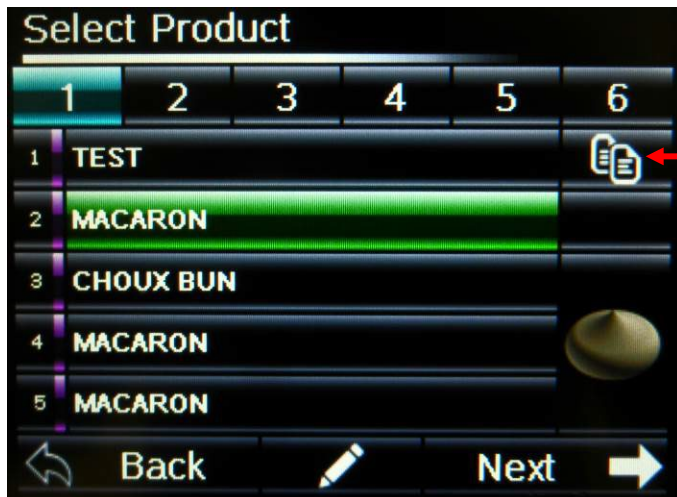 Select Product
1 2 3 4 5 6
1 TEST
2 MACARON
3 CHOUX BUN
4 MACARON
5 MACARON
Back Next